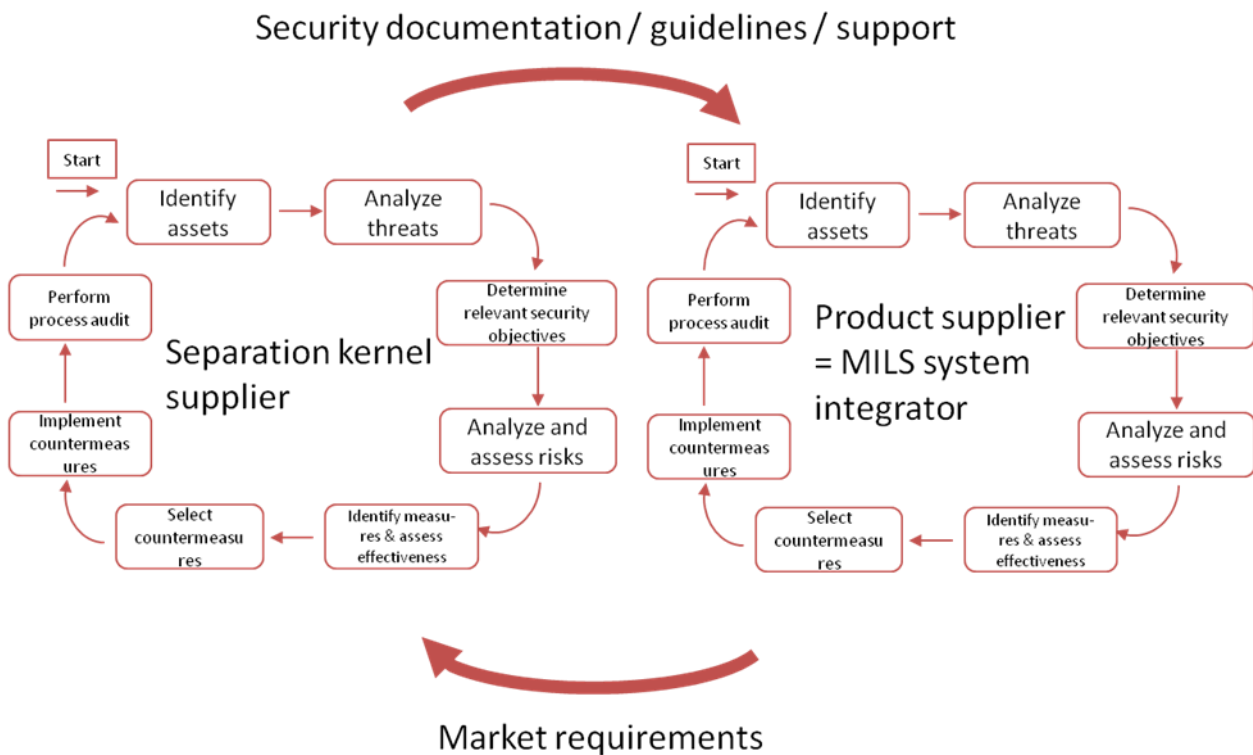 Security documentation / guidelines / support
Start
Identify
assets
Analyze
threats
Determine
relevant security
objectives
Analyze and
assess risks
Identify measu-
res & assess
effectiveness
Select
countermeasu
res
Implement
countermeas
ures
Perform
process audit
Separation kernel
supplier
Start
Identify
assets
Analyze
threats
Determine
relevant security
objectives
Analyze and
assess risks
Identify measu-
res & assess
effectiveness
Select
countermeasu
res
Implement
countermeas
ures
Perform
process audit
Product supplier
= MILS system
integrator
Market requirements